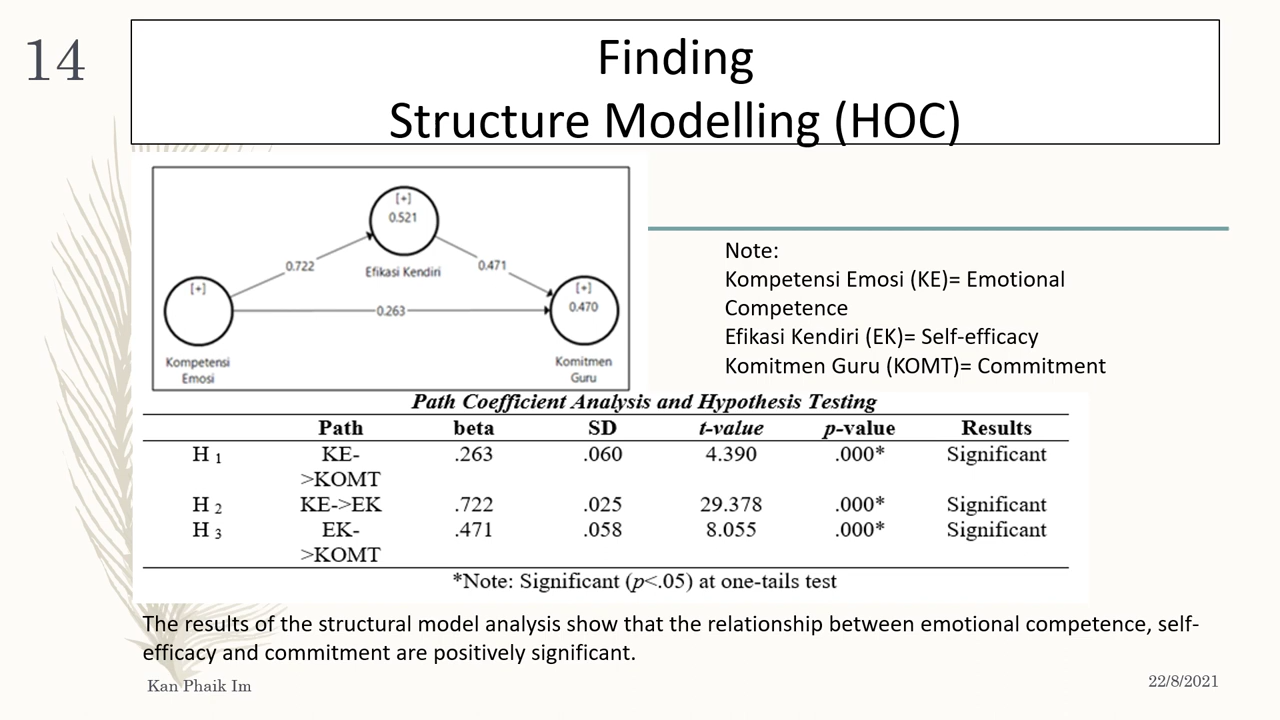 14
Finding
Structure Modelling (HOC)
[+]
0.521
0.722
Efikasi Kendiri
0.471
[+]
[+]
0.470
0.263
Kompetensi
Emosi
Komitmen
Guru
Note:
Kompetensi Emosi (KE)= Emotional
Competence
Efikasi Kendiri (EK)= Self-efficacy
Komitmen Guru (KOMT)= Commitment
Path Coefficient Analysis and Hypothesis Testing
Path beta SD t-value p-value Results
H 1 KE- .263 .060 4.390 .000* Significant
>KOMT
H 2 KE->EK .722 .025 29.378 .000* Significant
H 3 EK- .471 .058 8.055 .000* Significant
>KOMT
*Note: Significant (p<.05) at one-tails test
The results of the structural model analysis show that the relationship between emotional competence, self-
efficacy and commitment are positively significant.
Kan Phaik Im
22/8/2021